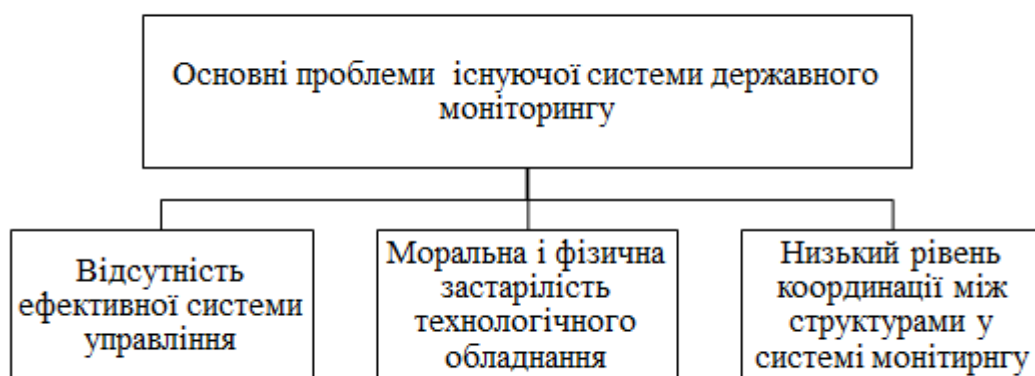 Основні проблеми  існуючої системи державного
моніторингу
Відсутність
ефективної системи
управління
Моральна і фізична
застарілість
технологічного
обладнання
Низький рівень
координації між
структурами у
системі монітирнгу